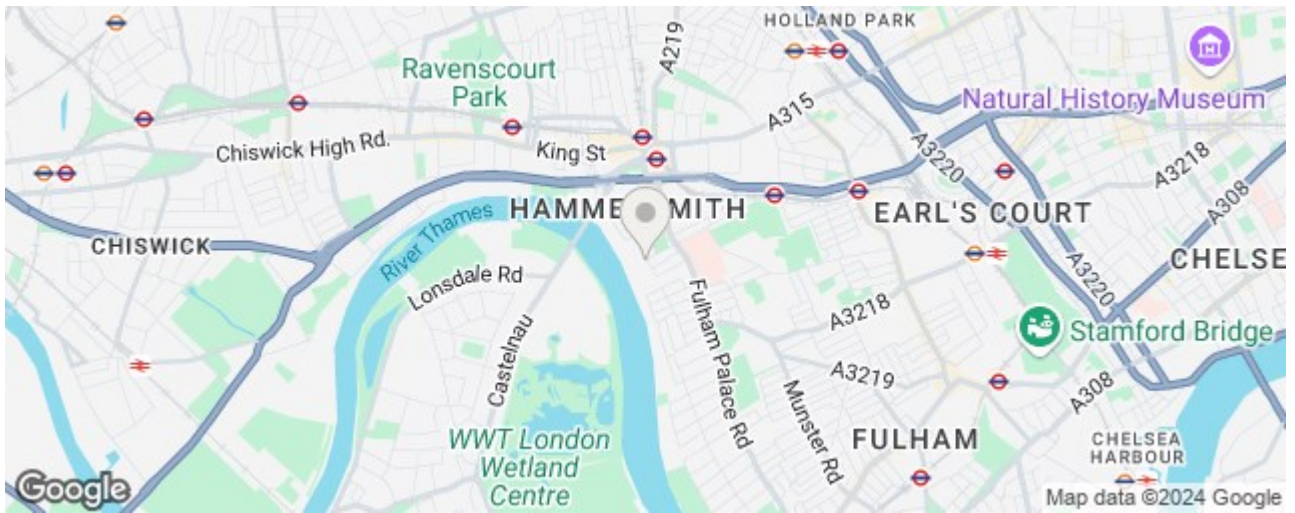 HOLLAND PARK
A219
Ravenscourt
Park
Natural History Museum
A315
Chiswick High Rd.
King St
A3220
A3218
A308
HAMME
MITH
EARL'S COURT
River Thames
CHISWICK
Lonsdale Rd
CHELSE
A3220
Fulham Palace Rd
A3218
Castelnau
Stamford Bridge
A3219
Munster Rd
A308
WWT London
Wetland
Centre
FULHAM
CHELSEA
HARBOUR
Google
Map data ©2024 Google